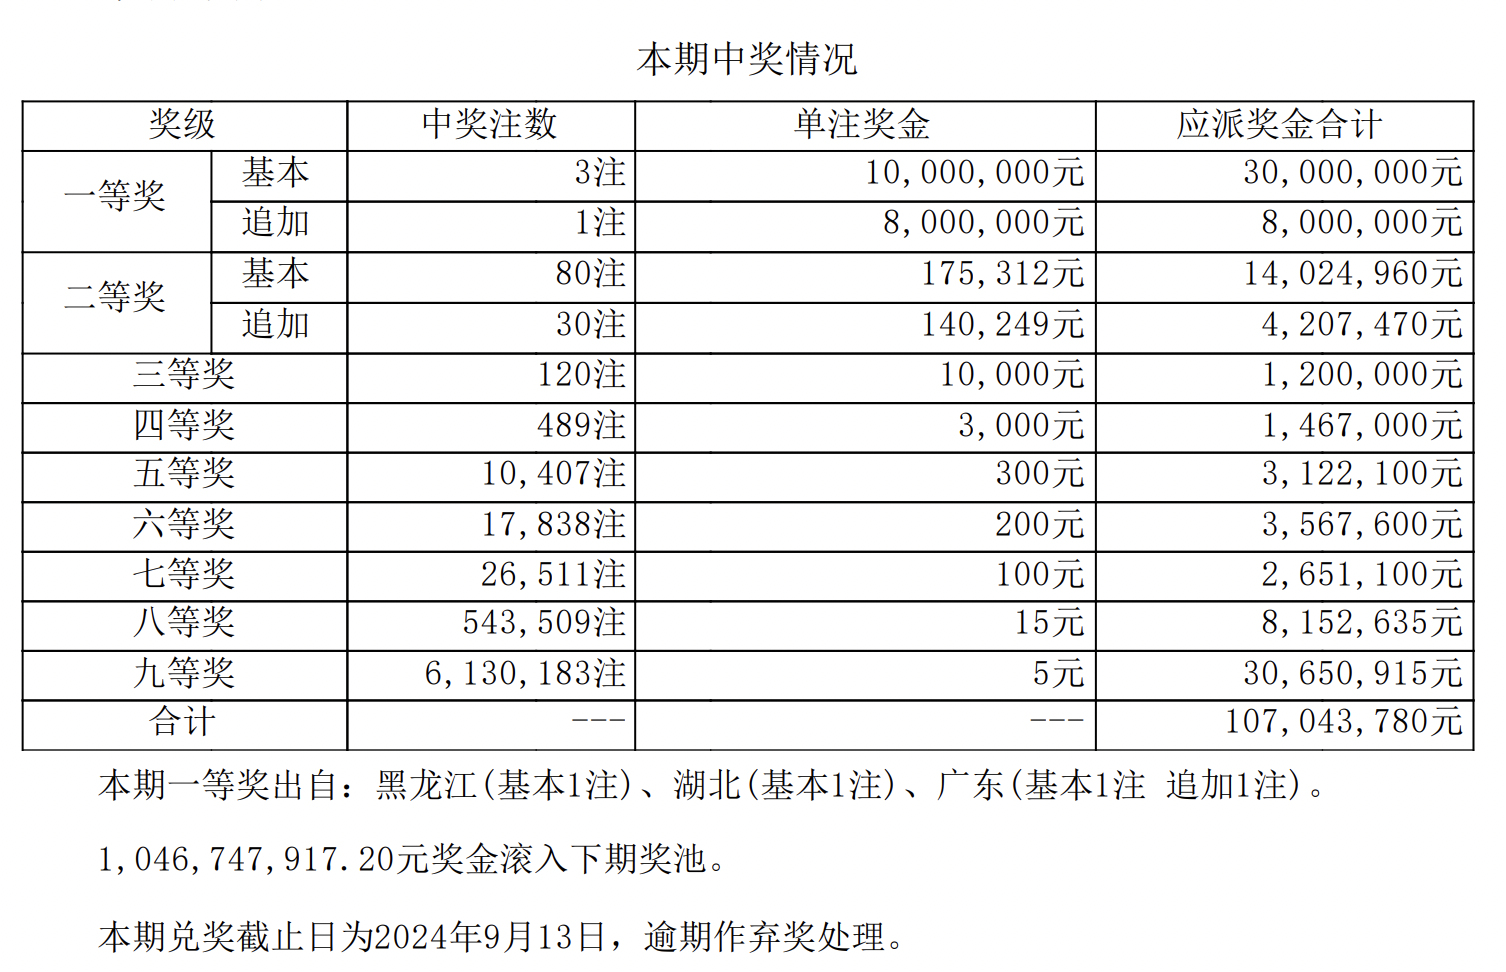 本期中奖情况
奖级 中奖注数 单注奖金 应派奖金合计
一等奖 基本 3注 10,000,000元 30,000,000元
追加 1注 8,000,000元 8,000,000元
二等奖 基本 80注 175,312元 14,024,960元
追加 30注 140,249元 4,207,470元
三等奖 120注 10,000元 1,200,000元
四等奖 489注 3,000元 1,467,000元
五等奖 10,407注 300元 3,122,100元
六等奖 17,838注 200元 3,567,600元
七等奖 26,511注 100元 2,651,100元
八等奖 543,509注 15元 8,152,635元
九等奖 6,130,183注 5元 30,650,915元
合计 --- --- 107,043,780元
本期一等奖出自：黑龙江(基本1注)、湖北(基本1注)、广东(基本1注 追加1注)。
1,046,747,917.20元奖金滚入下期奖池。
本期兑奖截止日为2024年9月13日，逾期作弃奖处理。